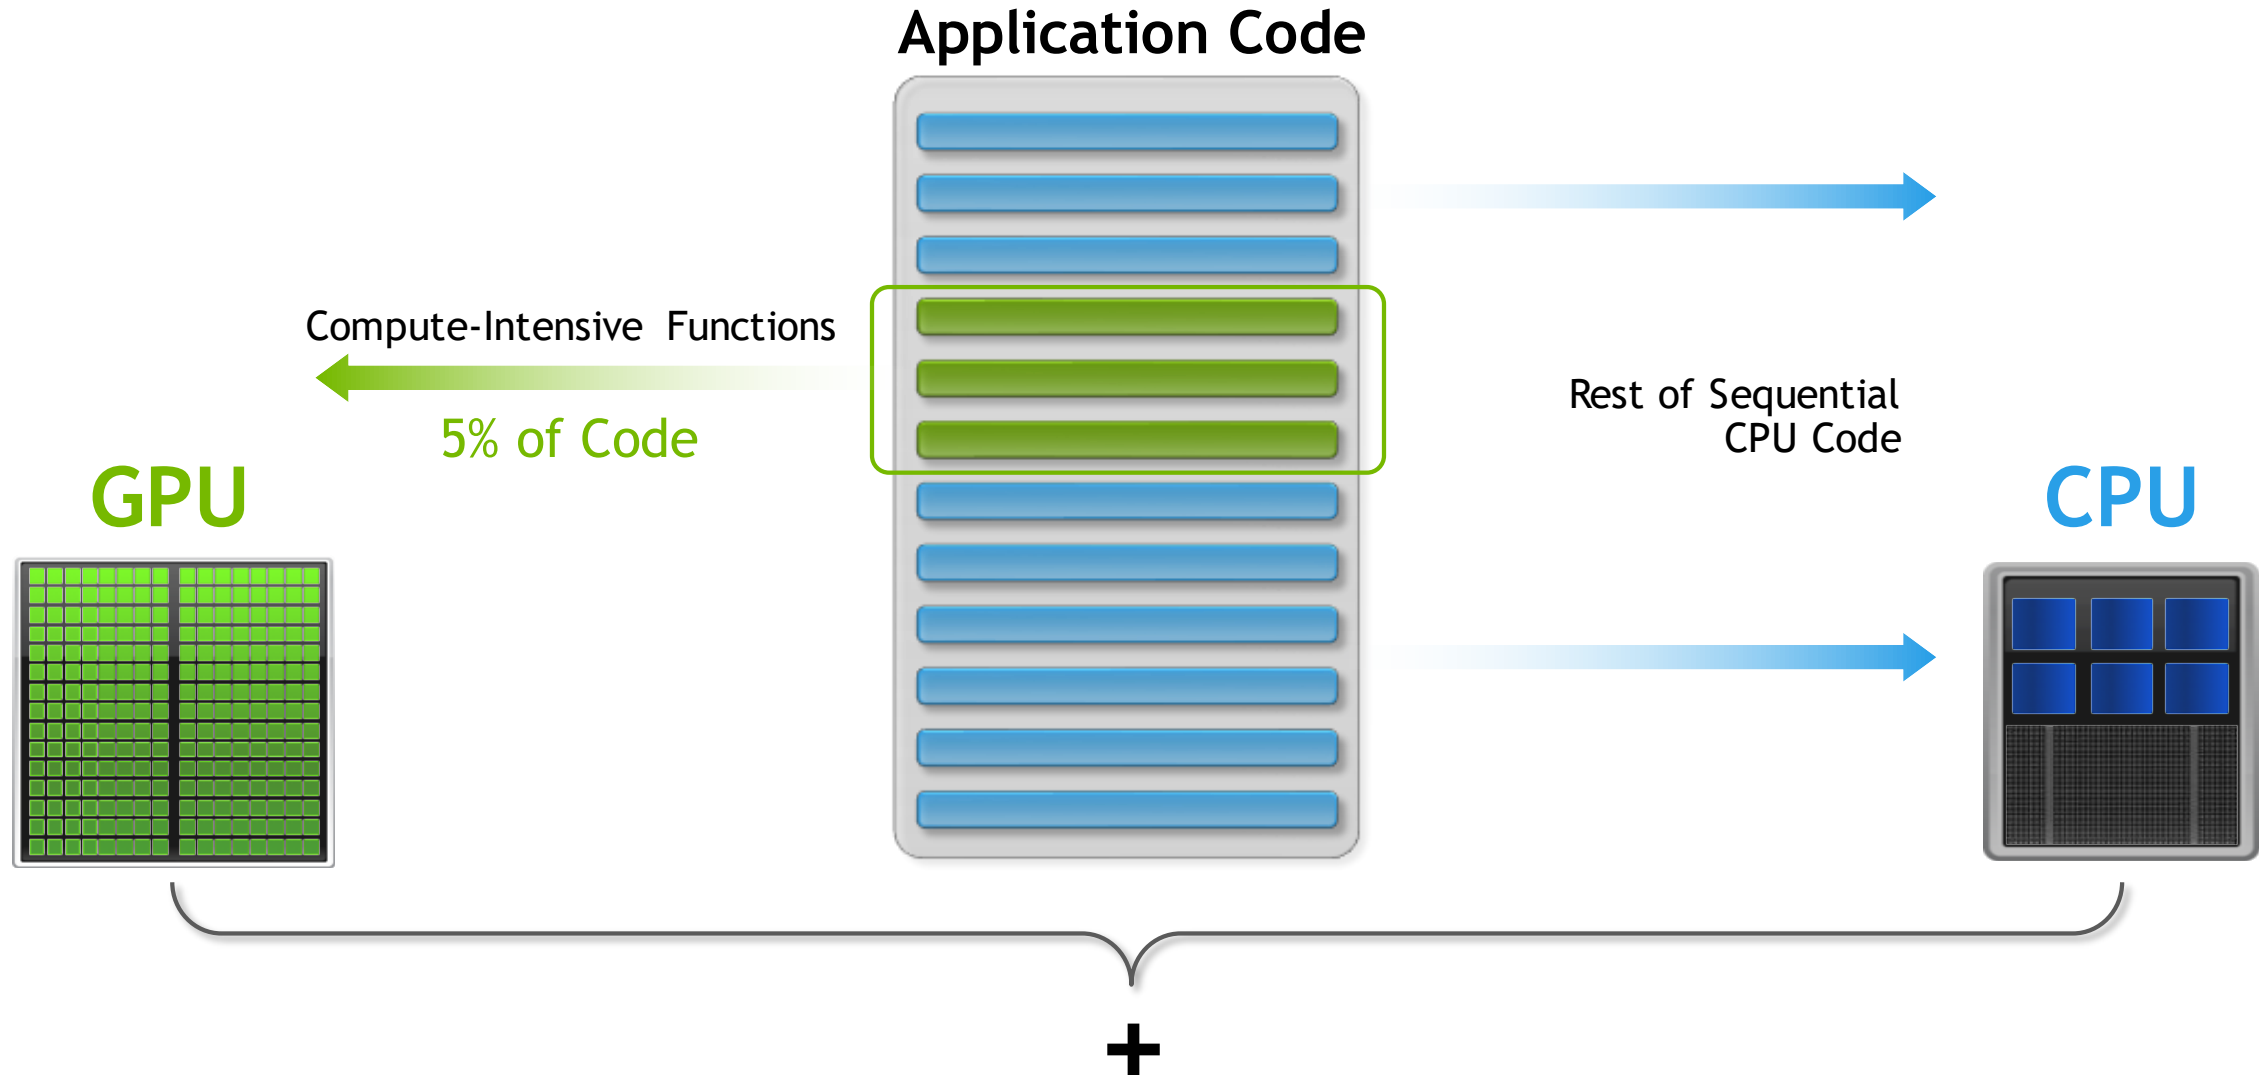 Application Code
Compute-Intensive Functions
5% of Code
GPU
Rest of Sequential
CPU Code
CPU
+